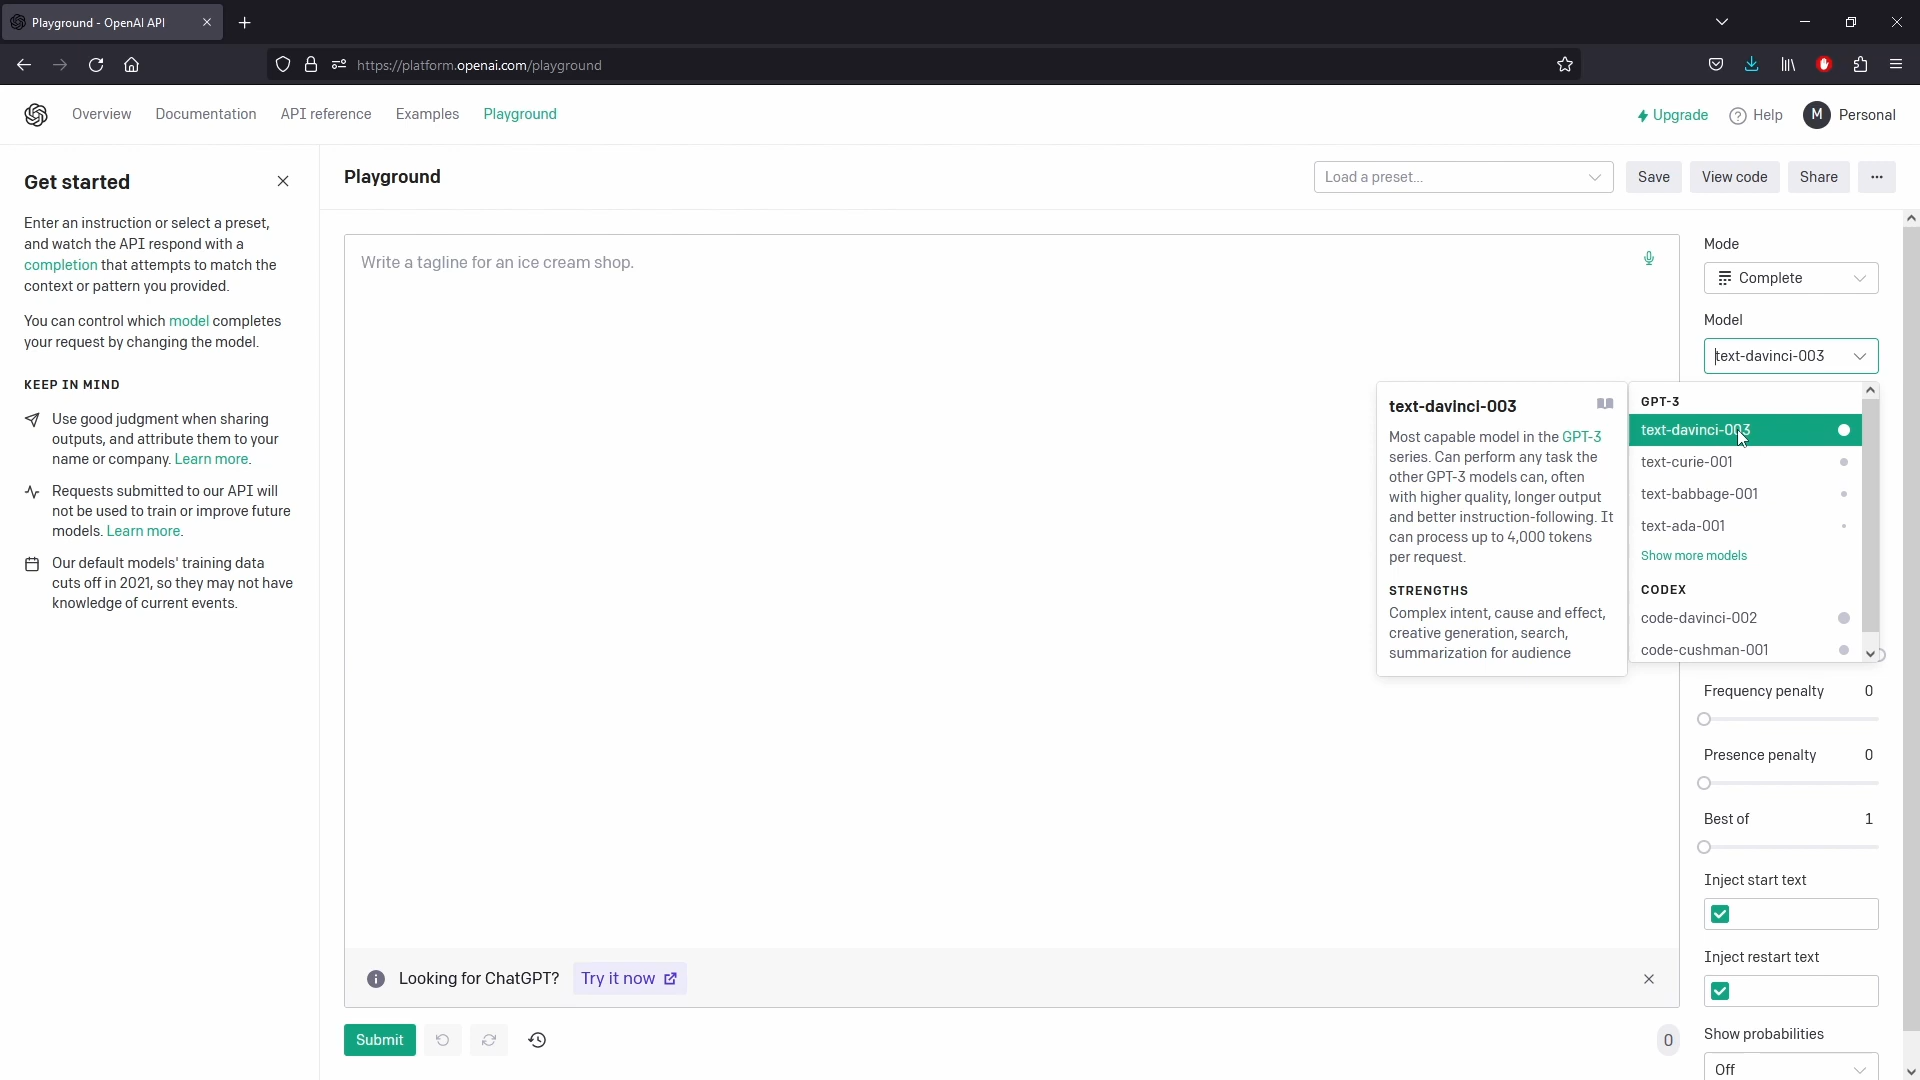 Playground - OpenAI API
https://platform.openai.com/playground
Overview
Documentation
API reference
Examples
Playground
Upgrade
Help
M
Personal
Get started
Enter an instruction or select a preset,
and watch the API respond with a
completion that attempts to match the
context or pattern you provided.
You can control which model completes
your request by changing the model.
KEEP IN MIND
Use good judgment when sharing
outputs, and attribute them to your
name or company. Learn more.
Requests submitted to our API will
not be used to train or improve future
models. Learn more.
Our default models' training data
cuts off in 2021, so they may not have
knowledge of current events.
Playground
Load a preset...
Save
View code
Share
Write a tagline for an ice cream shop.
Looking for ChatGPT?
Try it now
Submit
0
Mode
Complete
Model
text-davinci-003
text-davinci-003
Most capable model in the GPT-3
series. Can perform any task the
other GPT-3 models can, often
with higher quality, longer output
and better instruction-following. It
can process up to 4,000 tokens
per request.
STRENGTHS
Complex intent, cause and effect,
creative generation, search,
summarization for audience
GPT-3
text-davinci-003
text-curie-001
text-babbage-001
text-ada-001
Show more models
CODEX
code-davinci-002
code-cushman-001
Frequency penalty 0
Presence penalty 0
Best of 1
Inject start text
Inject restart text
Show probabilities
Off